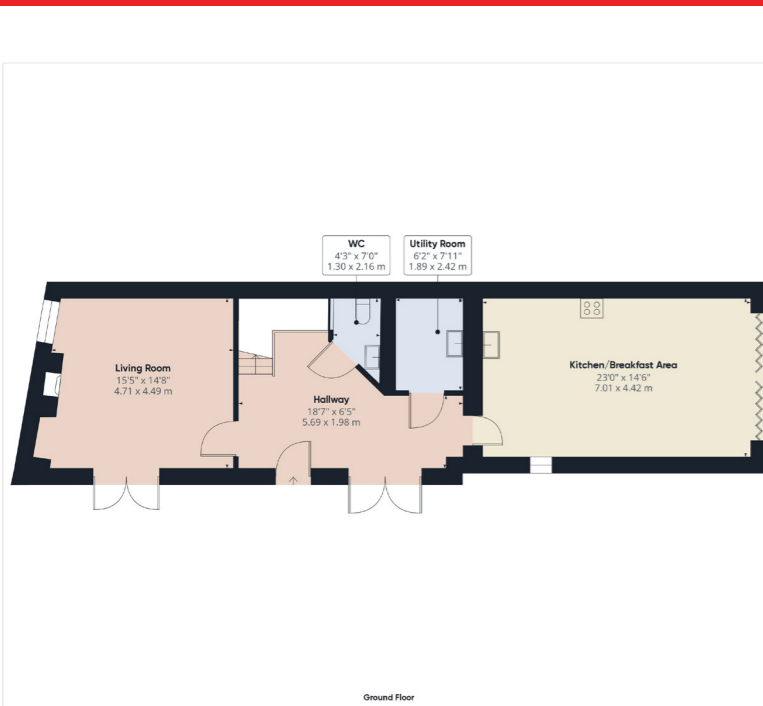 WC
4'3" x 7'0"
1.30 x 2.16 m
Utility Room
6'2" x 7'11"
1.89 x 2.42 m
Living Room
15'5" x 14'8"
4.71 x 4.49 m
Hallway
18'7" x 6'5"
5.69 x 1.98 m
Kitchen/Breakfast Area
23'0" x 14'6"
7.01 x 4.42 m
Ground Floor